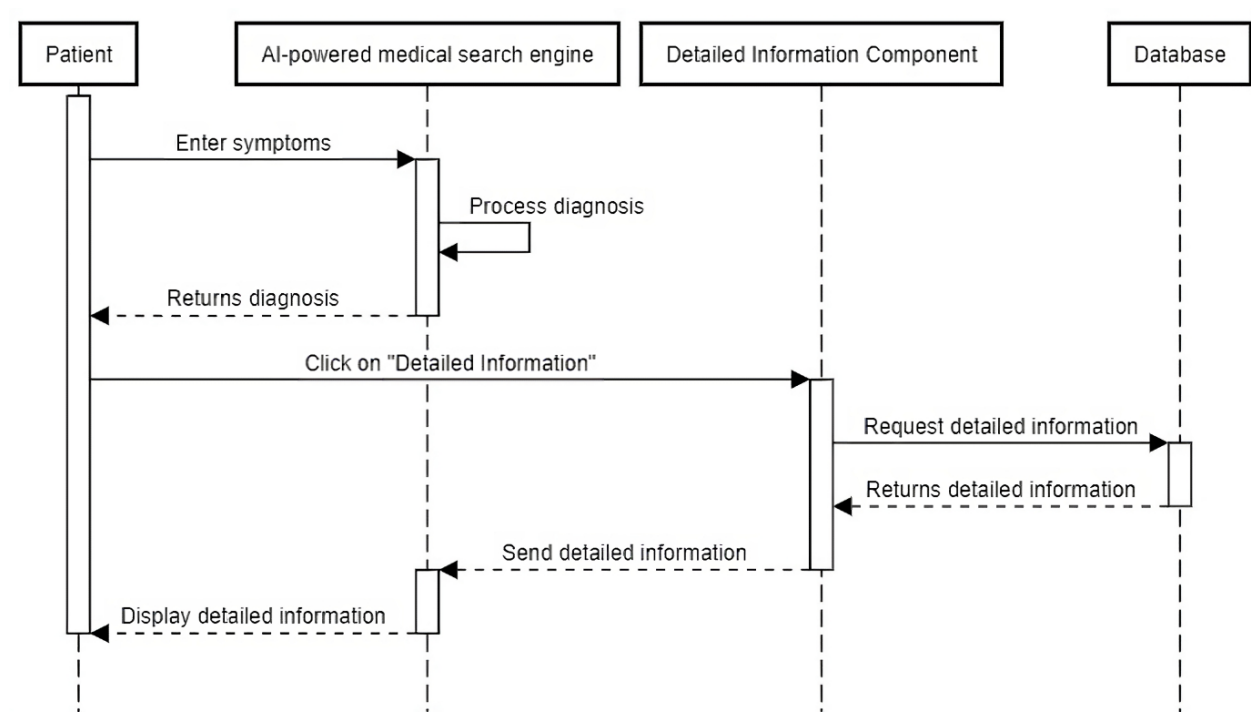 Patient
AI-powered medical search engine
Detailed Information Component
Database
Enter symptoms
Process diagnosis
Returns diagnosis
Click on "Detailed Information"
Request detailed information
Returns detailed information
Send detailed information
Display detailed information